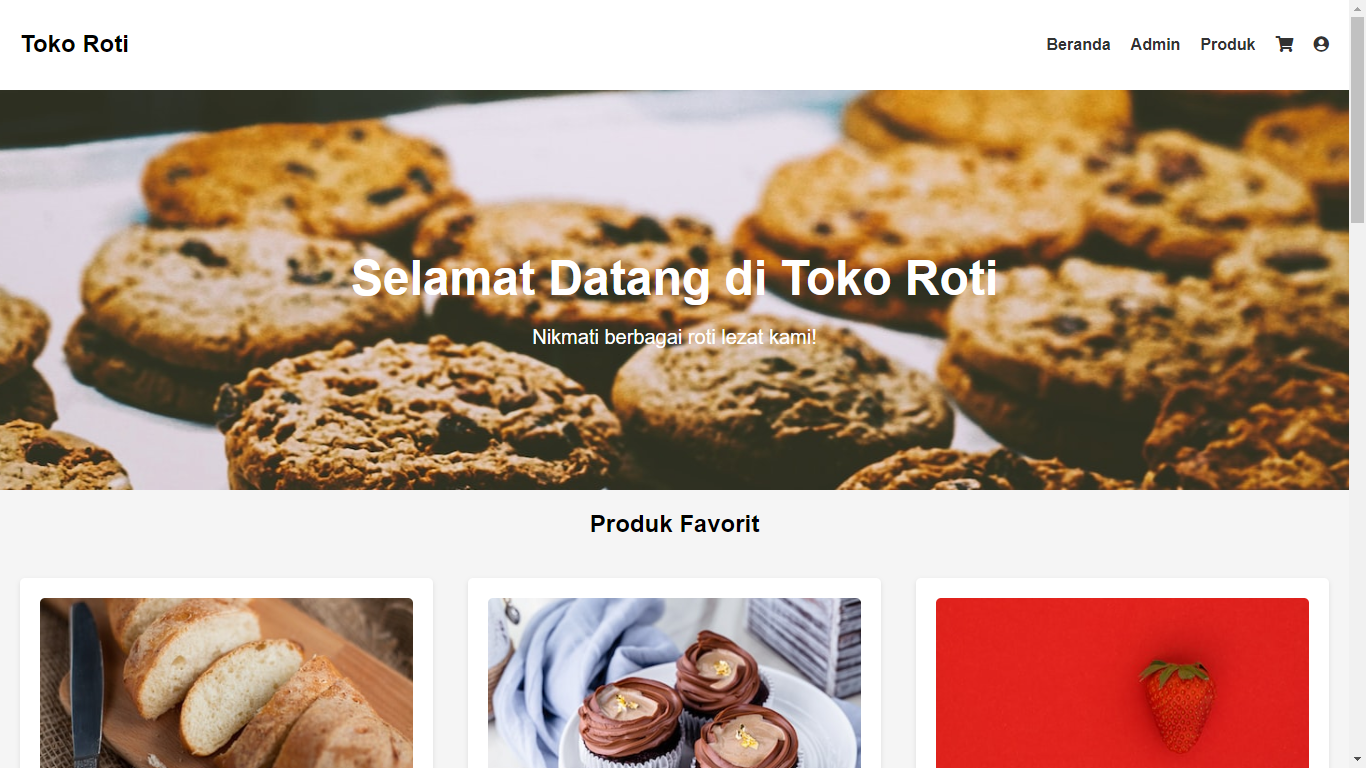 Toko Roti
Beranda Admin Produk
Selamat Datang di Toko Roti
Nikmati berbagai roti lezat kami!
Produk Favorit